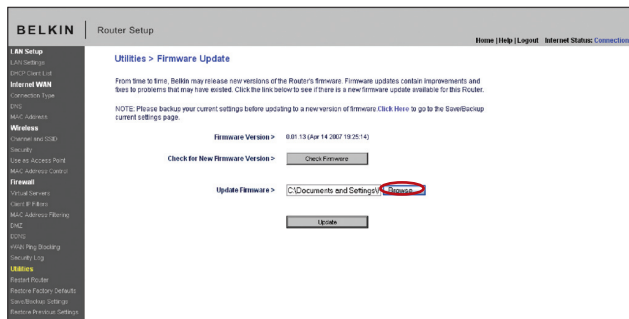 BELKIN Router Setup
Home | Help | Logout Internet Status: Connection
LAN Setup
LAN Settings
DHCP Client List
Internet WAN
Connection Type
DNS
MAC Address
Wireless
Channel and SSID
Security
Use as Access Point
MAC Address Control
Firewall
Virtual Servers
Client IP Filters
MAC Address Filtering
DMZ
DDNS
WAN Ping Blocking
Security Log
Utilities
Restart Router
Restore Factory Defaults
Save/Backup Settings
Restore Previous Settings
Utilities > Firmware Update
From time to time, Belkin may release new versions of the Router's firmware. Firmware updates contain improvements and
fixes to problems that may have existed. Click the link below to see if there is a new firmware update available for this Router.
NOTE: Please backup your current settings before updating to a new version of firmware. Click Here to go to the Save/Backup
current settings page.
Firmware Version > 8.01.13 (Apr 14 2007 19:25:14)
Check for New Firmware Version > Check Firmware
Update Firmware > C:\Documents and Settings\ Browse...
Update